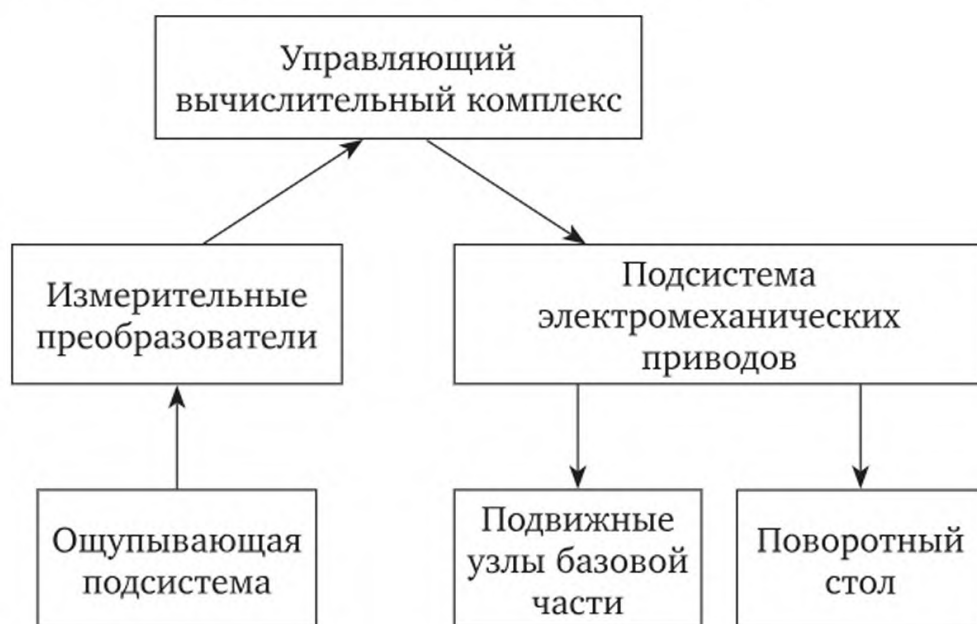 Управляющий
вычислительный комплекс
Измерительные
преобразователи
Подсистема
электромеханических
приводов
Ощупывающая
подсистема
Подвижные
узлы базовой
части
Поворотный
стол